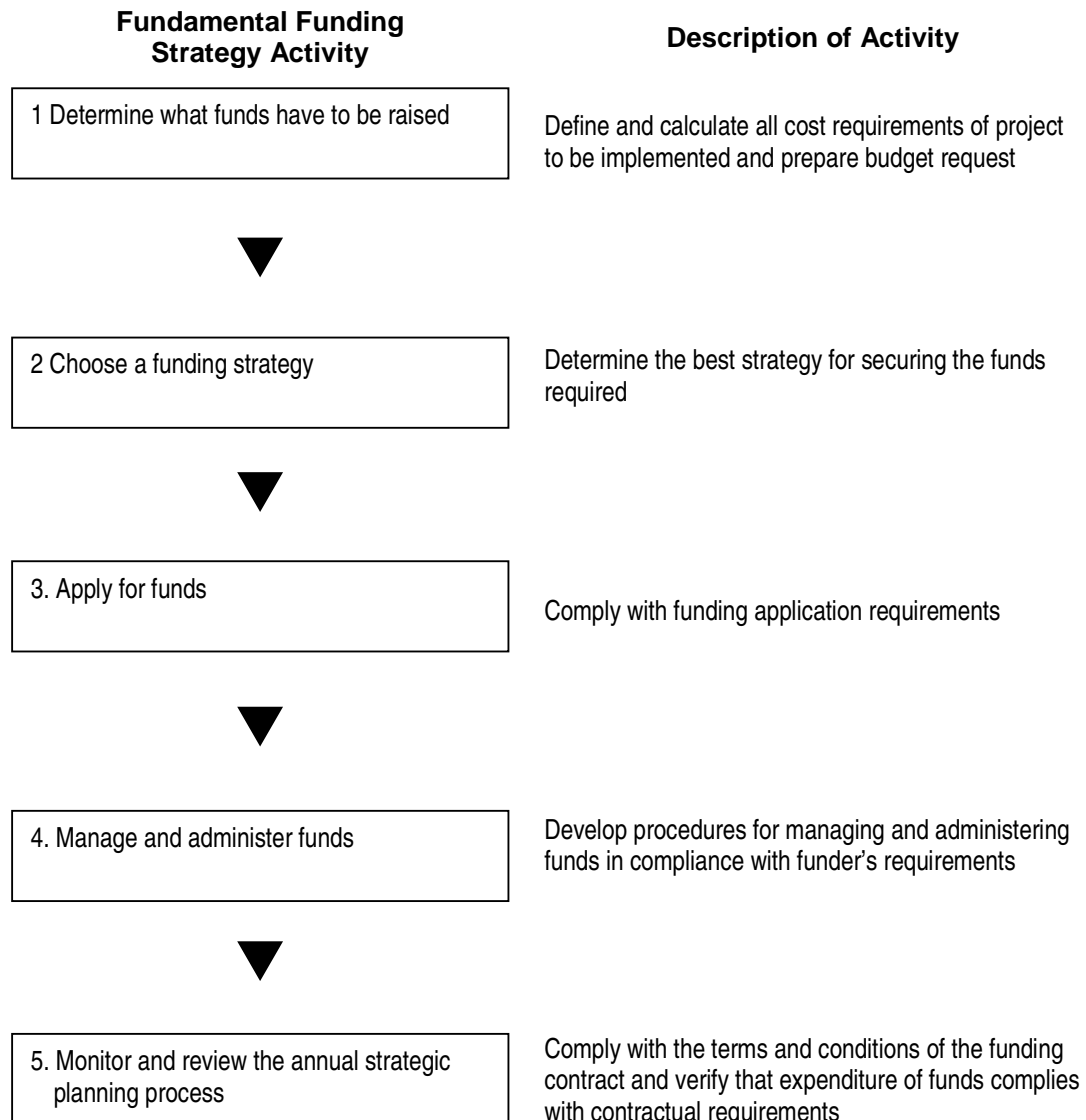 Fundamental Funding
Strategy Activity
Description of Activity
1 Determine what funds have to be raised
Define and calculate all cost requirements of project
to be implemented and prepare budget request
2 Choose a funding strategy
Determine the best strategy for securing the funds
required
3. Apply for funds
Comply with funding application requirements
4. Manage and administer funds
Develop procedures for managing and administering
funds in compliance with funder's requirements
5. Monitor and review the annual strategic
planning process
Comply with the terms and conditions of the funding
contract and verify that expenditure of funds complies
with contractual requirements